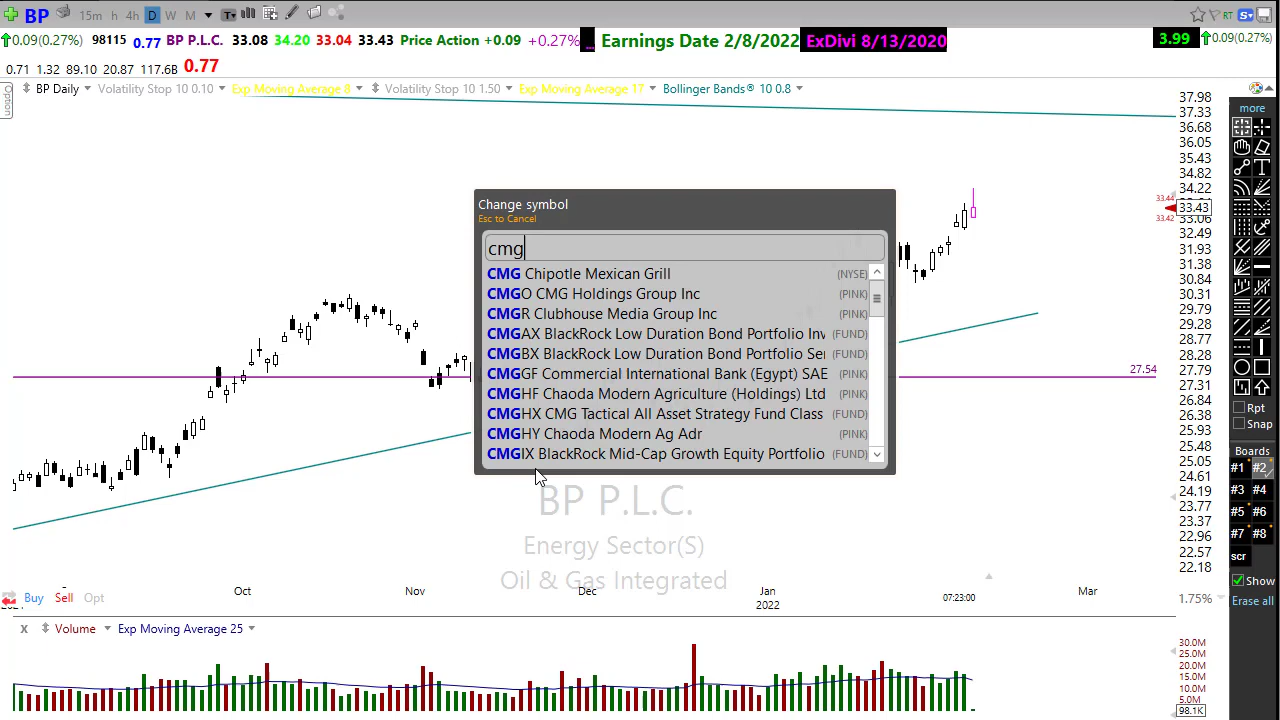 BP 15m h 4h D W M T
0.09(0.27%) 98115 0.77 BP P.L.C. 33.08 34.20 33.04 33.43 Price Action +0.09 +0.27% ... Earnings Date 2/8/2022 ExDivi 8/13/2020 3.99 0.09(0.27%)
RT S
0.71 1.32 89.10 20.87 117.6B 0.77
Option
BP Daily Volatility Stop 10 0.10 Exp Moving Average 8 Volatility Stop 10 1.50 Exp Moving Average 17 Bollinger Bands® 10 0.8
37.98
37.33
36.68
36.05
35.43
34.82
34.22
33.44
33.43
33.42
33.06
32.49
31.93
31.38
30.84
30.31
29.79
29.28
28.77
28.28
27.79
27.31
26.84
26.38
25.93
25.48
25.05
24.61
24.19
23.77
23.37
22.96
22.57
22.18
27.54
Change symbol
Esc to Cancel
cmg
CMG Chipotle Mexican Grill (NYSE)
CMGO CMG Holdings Group Inc (PINK)
CMGR Clubhouse Media Group Inc (PINK)
CMGAX BlackRock Low Duration Bond Portfolio Inv (FUND)
CMGBX BlackRock Low Duration Bond Portfolio Ser (FUND)
CMGGF Commercial International Bank (Egypt) SAE (PINK)
CMGHF Chaoda Modern Agriculture (Holdings) Ltd (PINK)
CMGHX CMG Tactical All Asset Strategy Fund Class (FUND)
CMGHY Chaoda Modern Ag Adr (PINK)
CMGIX BlackRock Mid-Cap Growth Equity Portfolio (FUND)
BP P.L.C.
Energy Sector(S)
Oil & Gas Integrated
Buy Sell Opt
Oct Nov Dec Jan Mar
2022 07:23:00
1.75%
X Volume Exp Moving Average 25
30.0M
25.0M
20.0M
15.0M
10.0M
5.0M
98.1K
more
T
Rpt
Snap
Boards
#1 #2
#3 #4
#5 #6
#7 #8
scr
Show
Erase all